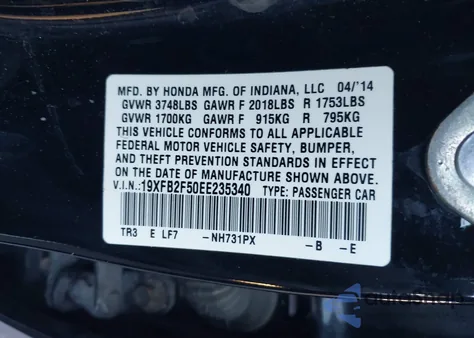 MFD. BY HONDA MFG. OF INDIANA, LLC 04/'14
GVWR 3748LBS GAWR F 2018LBS R 1753LBS
GVWR 1700KG GAWR F 915KG R 795KG
THIS VEHICLE CONFORMS TO ALL APPLICABLE
FEDERAL MOTOR VEHICLE SAFETY, BUMPER,
AND THEFT PREVENTION STANDARDS IN EFFECT
ON THE DATE OF MANUFACTURE SHOWN ABOVE.
V.I.N.:19XFB2F50EE235340 TYPE: PASSENGER CAR
TR3 E LF7 -NH731PX -B -E